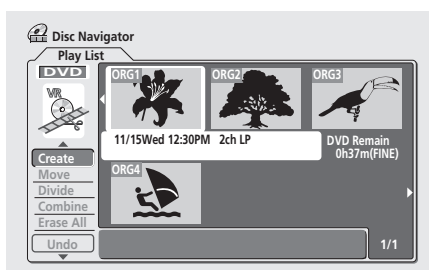 Disc Navigator
Play List
DVD
VR
ORG1
ORG2
ORG3
11/15Wed 12:30PM 2ch LP
DVD Remain
0h37m(FINE)
Create
Move
Divide
Combine
Erase All
Undo
ORG4
1/1